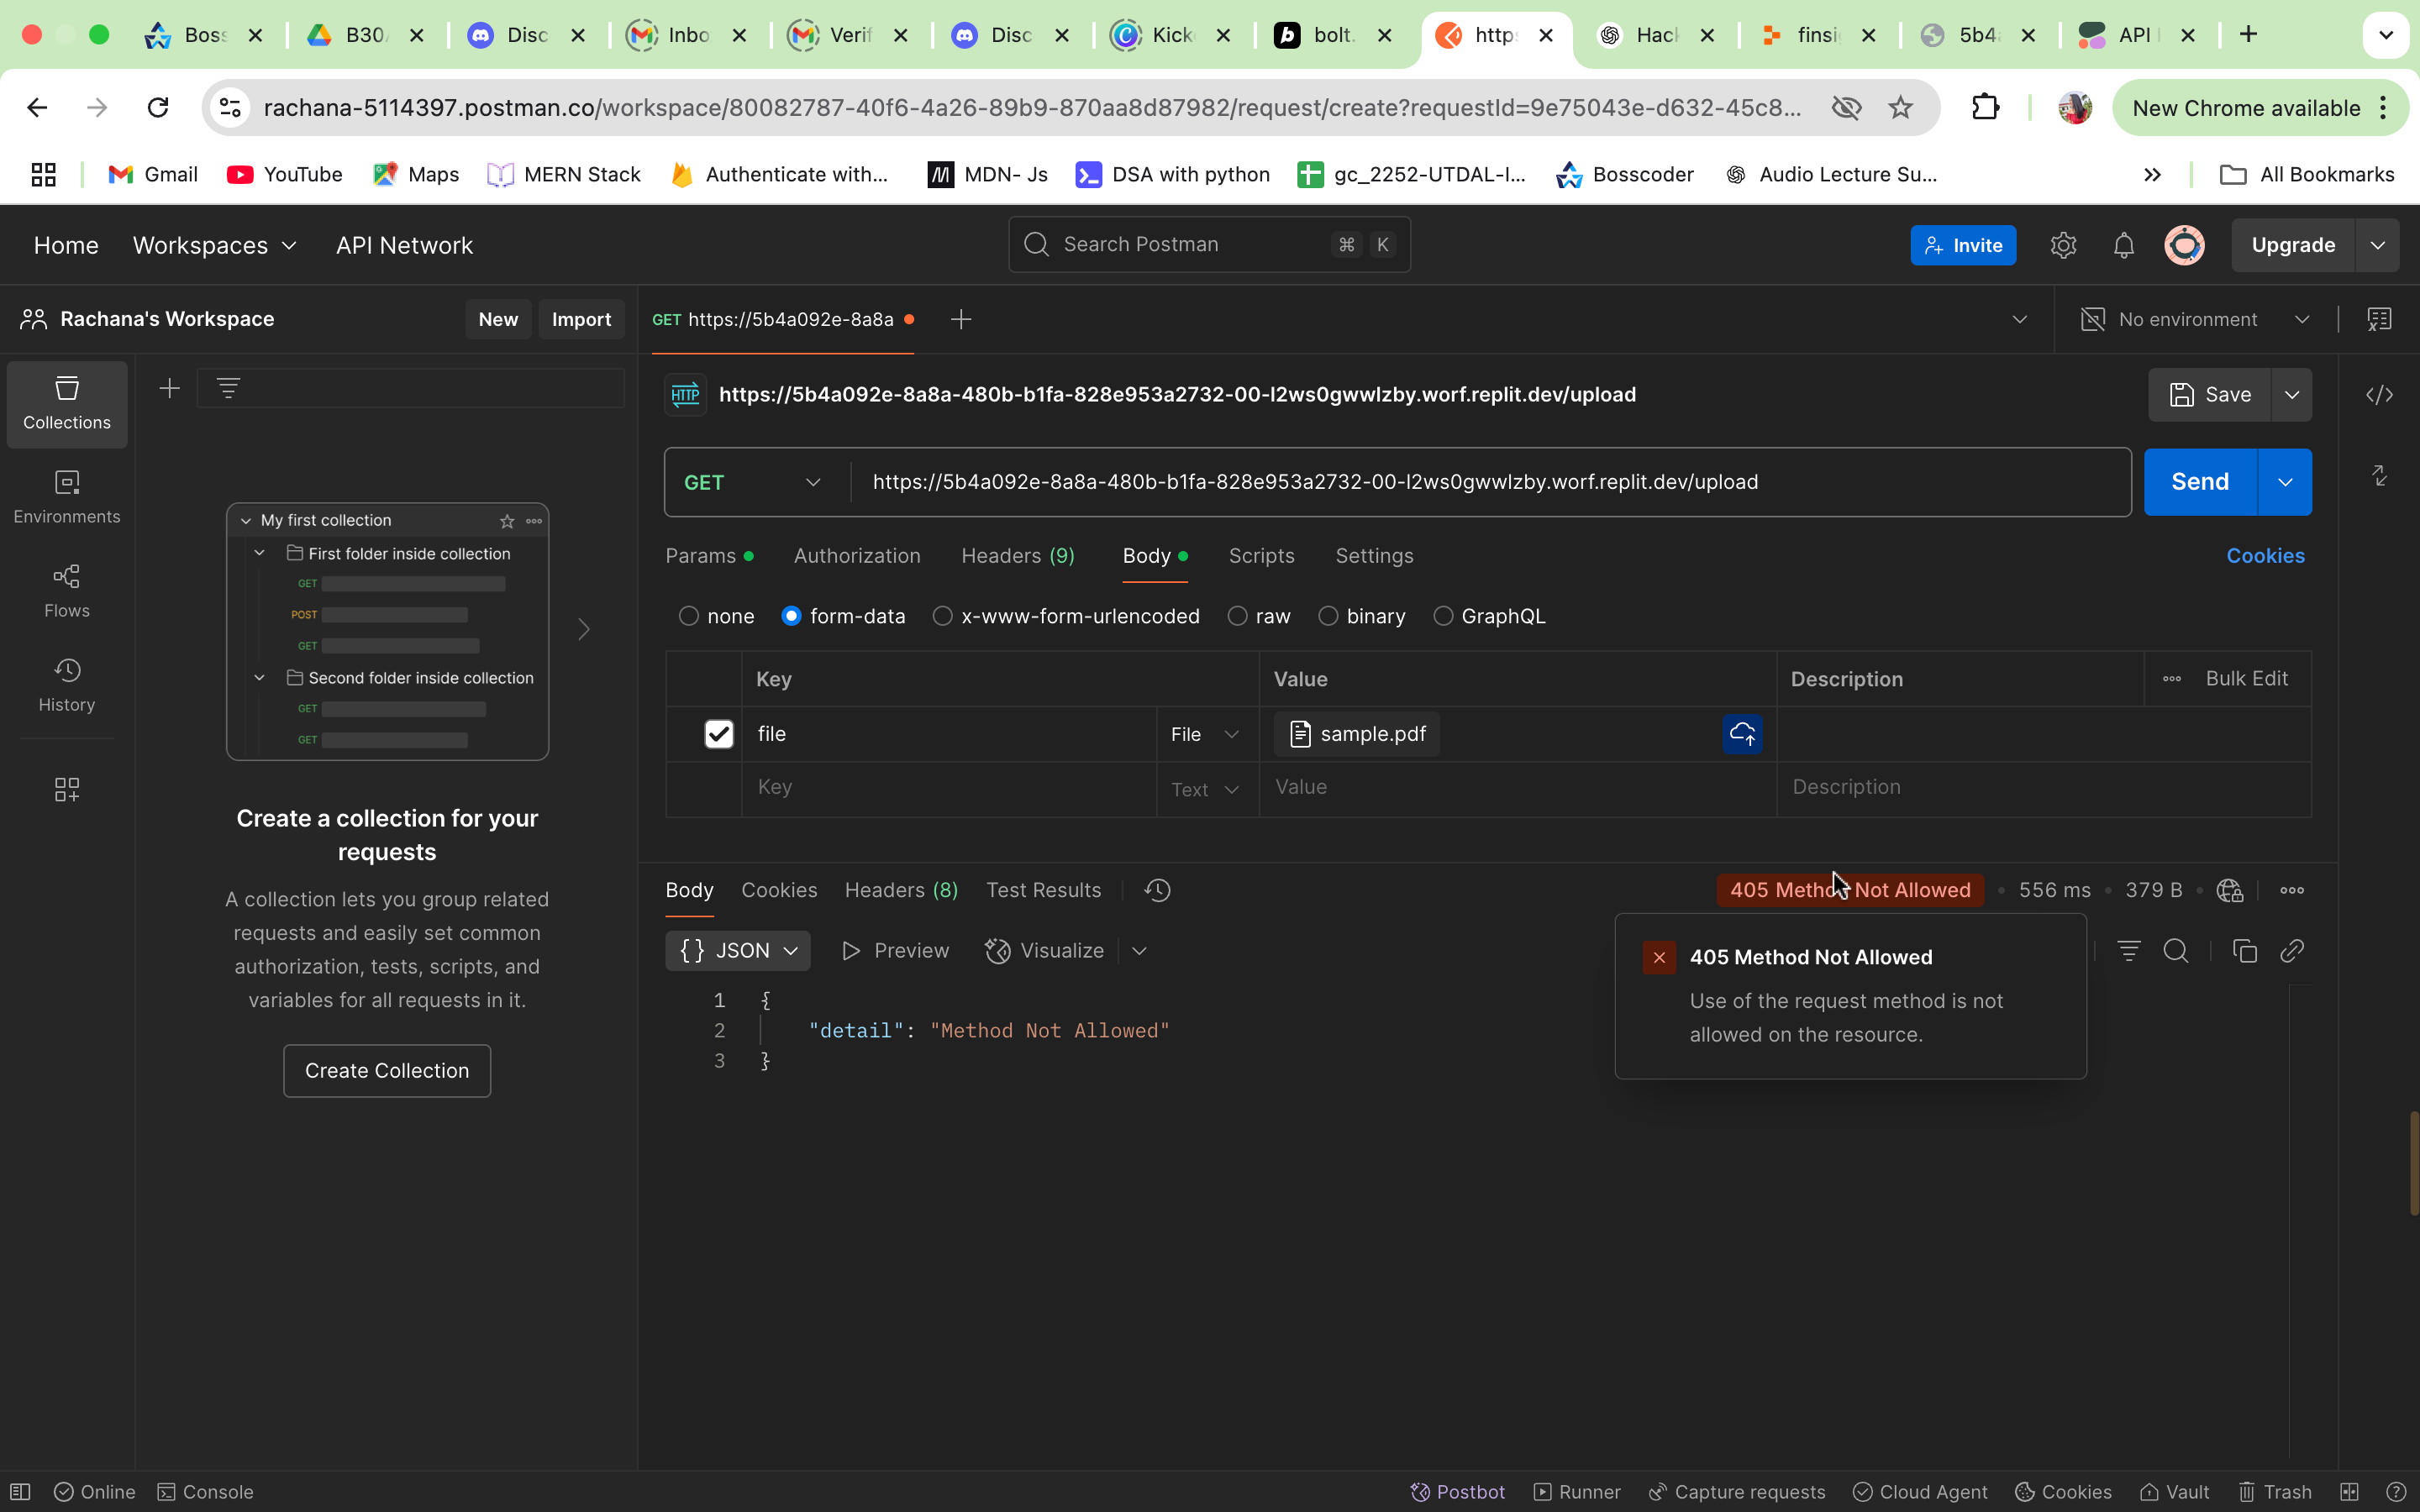 Boss
B30
Disc
Inbo
Verif
Disc
Kick
bolt.
http
Hac
finsi
5b4
API
rachana-5114397.postman.co/workspace/80082787-40f6-4a26-89b9-870aa8d87982/request/create?requestId=9e75043e-d632-45c8...
New Chrome available
Gmail
YouTube
Maps
MERN Stack
Authenticate with...
MDN- Js
DSA with python
gc_2252-UTDAL-I...
Bosscoder
Audio Lecture Su...
All Bookmarks
Home
Workspaces
API Network
Search Postman
⌘ K
Invite
Upgrade
Rachana's Workspace
New
Import
GET https://5b4a092e-8a8a
No environment
Collections
Environments
Flows
History
My first collection
First folder inside collection
GET
POST
GET
Second folder inside collection
GET
GET
Create a collection for your
requests
A collection lets you group related
requests and easily set common
authorization, tests, scripts, and
variables for all requests in it.
Create Collection
HTTP
https://5b4a092e-8a8a-480b-b1fa-828e953a2732-00-l2ws0gwwlzby.worf.replit.dev/upload
Save
GET
https://5b4a092e-8a8a-480b-b1fa-828e953a2732-00-l2ws0gwwlzby.worf.replit.dev/upload
Send
Params
Authorization
Headers (9)
Body
Scripts
Settings
Cookies
none
form-data
x-www-form-urlencoded
raw
binary
GraphQL
Key
Value
Description
Bulk Edit
file
File
sample.pdf
Key
Text
Value
Description
Body
Cookies
Headers (8)
Test Results
405 Method Not Allowed
556 ms
379 B
{} JSON
Preview
Visualize
1 {
2 "detail": "Method Not Allowed"
3 }
405 Method Not Allowed
Use of the request method is not
allowed on the resource.
Online
Console
Postbot
Runner
Capture requests
Cloud Agent
Cookies
Vault
Trash